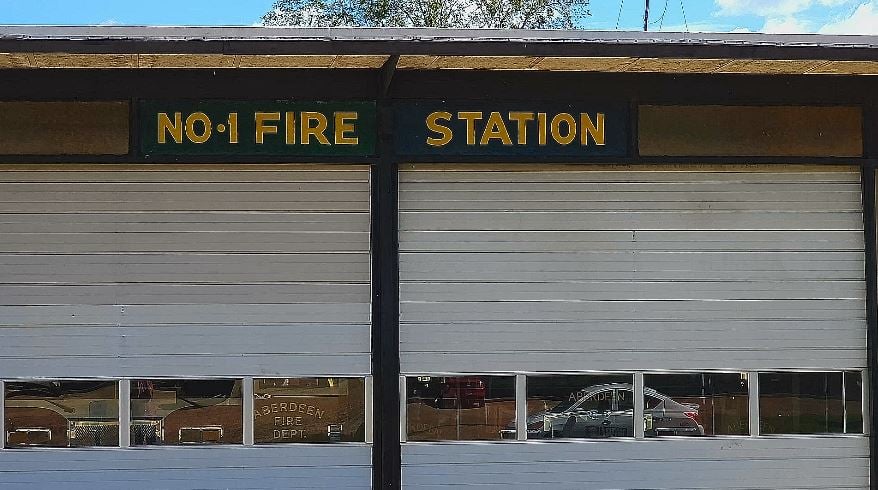 NO•1 FIRE STATION
ABERDEEN
FIRE
DEPT.
ABERDEEN